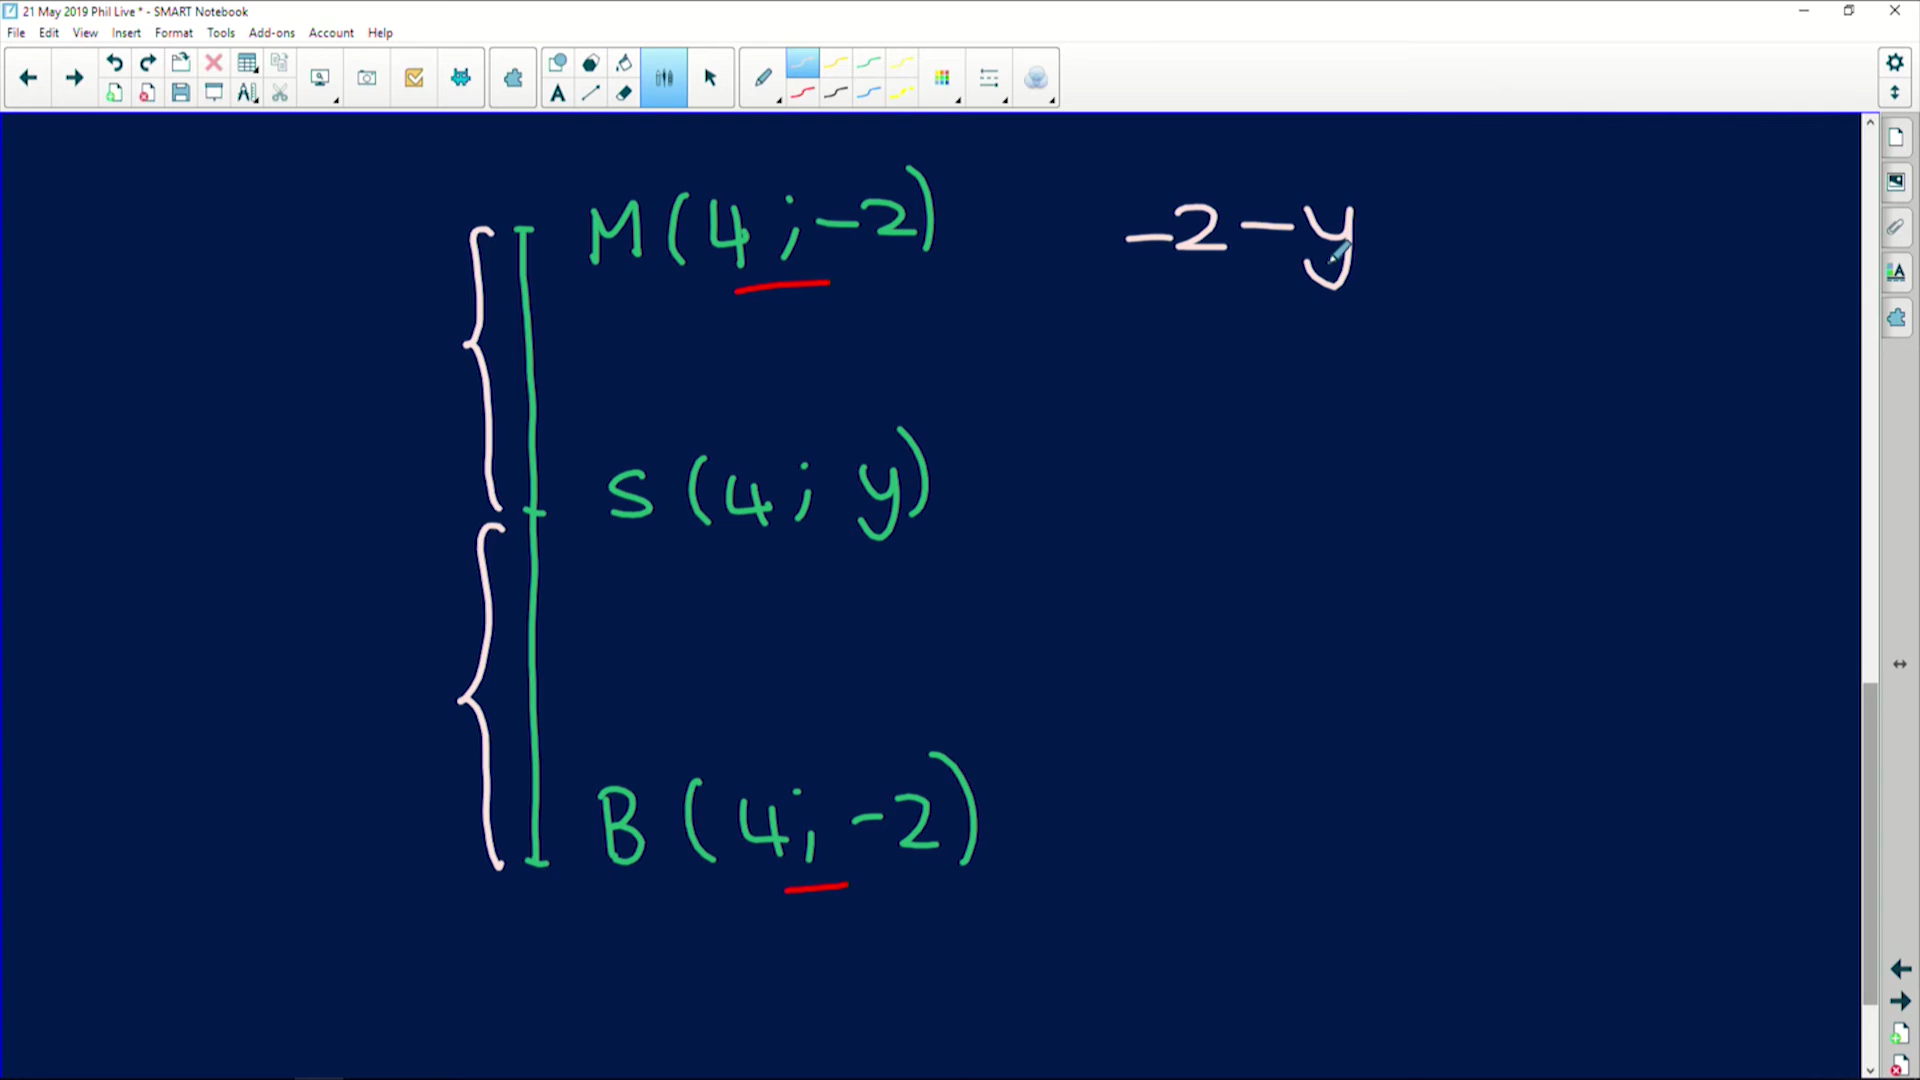 21 May 2019 Phil Live * - SMART Notebook
File Edit View Insert Format Tools Add-ons Account Help
M(4;-2) -2-y
S(4; y)
B(4;-2)